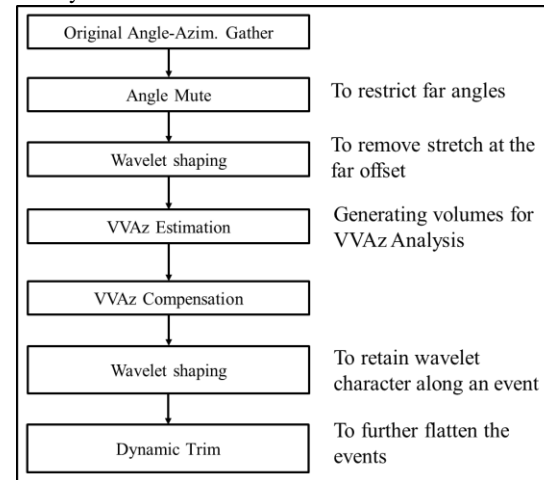 Original Angle-Azim. Gather
Angle Mute
To restrict far angles
Wavelet shaping
To remove stretch at the
far offset
VVAz Estimation
Generating volumes for
VVAz Analysis
VVAz Compensation
Wavelet shaping
To retain wavelet
character along an event
Dynamic Trim
To further flatten the
events